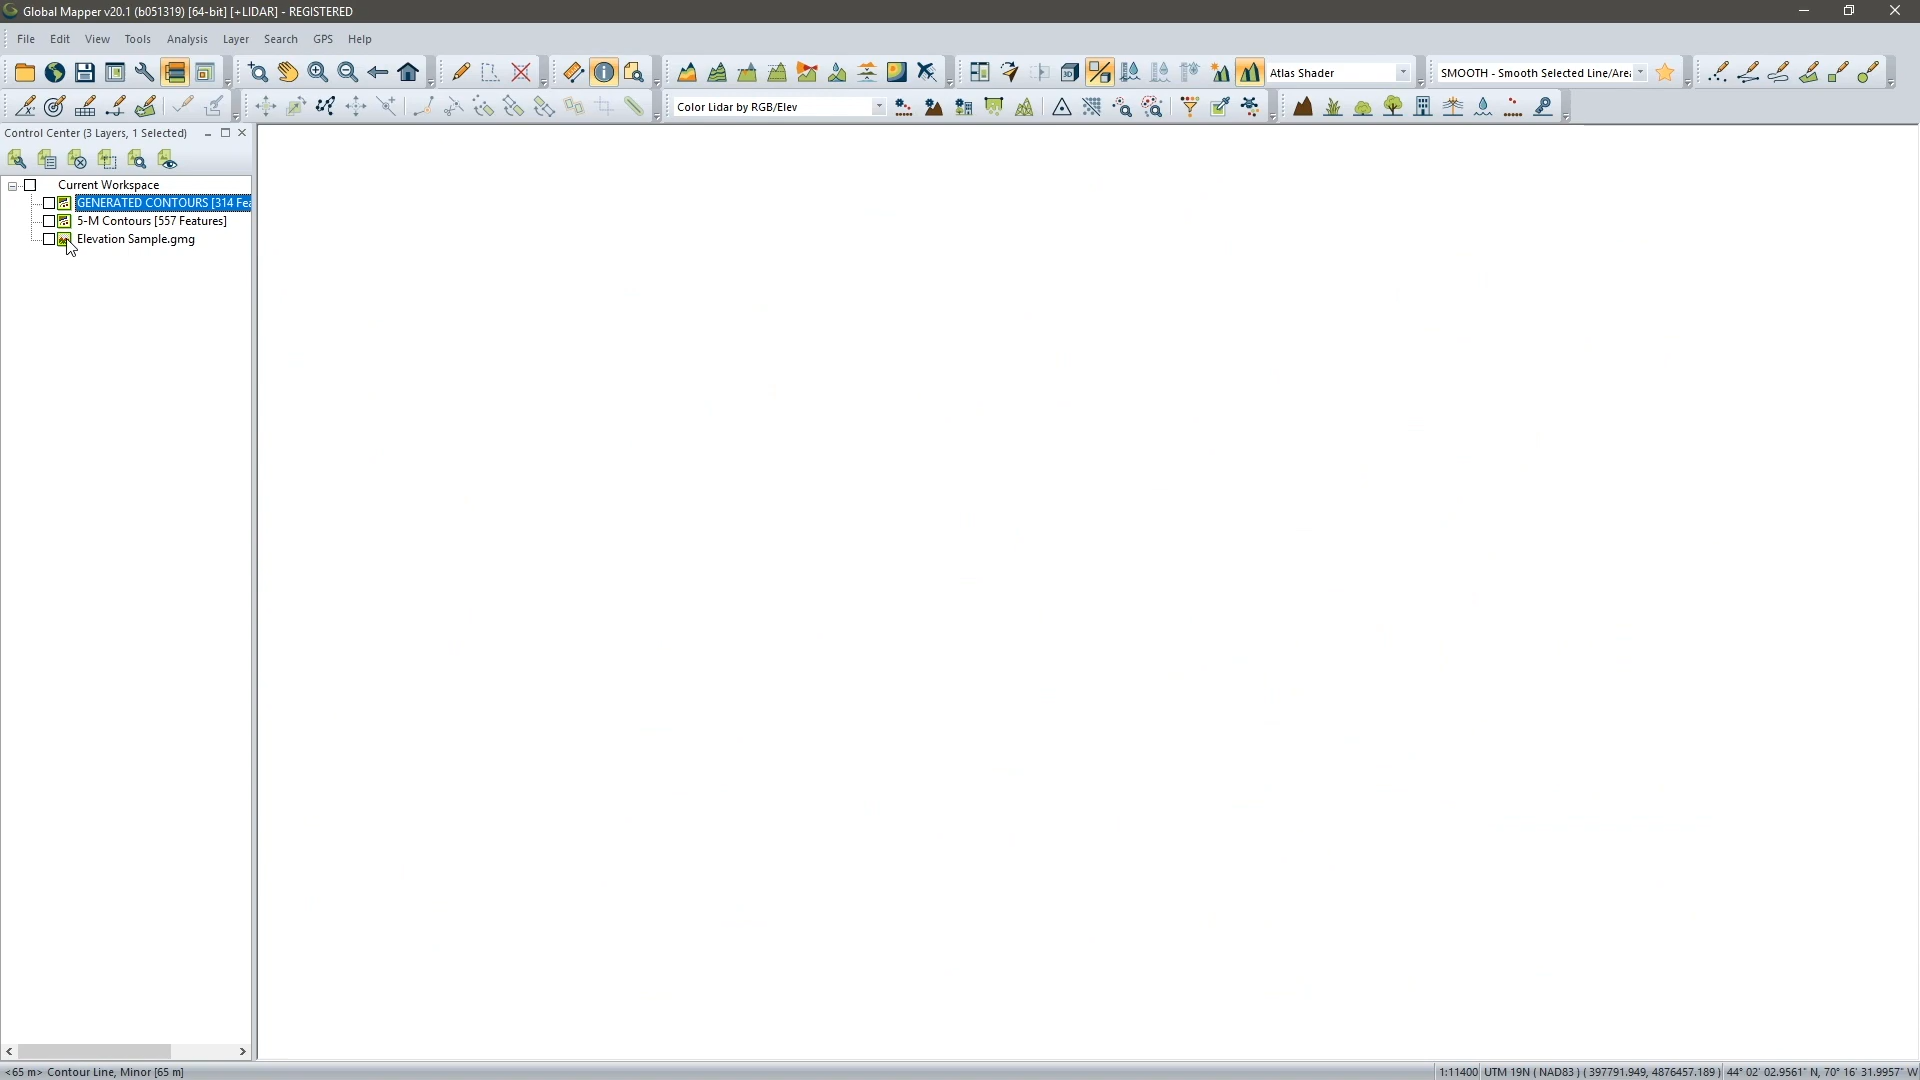 Global Mapper v20.1 (b051319) [64-bit] [+LIDAR] - REGISTERED
File Edit View Tools Analysis Layer Search GPS Help
Atlas Shader
SMOOTH - Smooth Selected Line/Area
Color Lidar by RGB/Elev
Control Center (3 Layers, 1 Selected)
Current Workspace
GENERATED CONTOURS [314 Fea
5-M Contours [557 Features]
Elevation Sample.gmg
<65 m> Contour Line, Minor [65 m]
1:11400 UTM 19N ( NAD83 ) ( 397791.949, 4876457.189 ) 44° 02' 02.9561" N, 70° 16' 31.9957" W